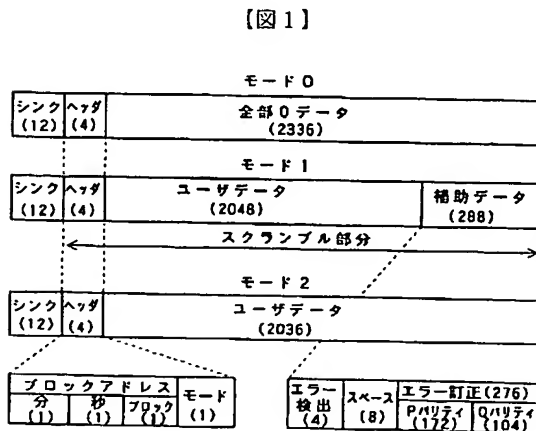 【図1】
モード0
シンク ヘッダ 全部0データ
(12) (4) (2336)
モード1
シンク ヘッダ ユーザデータ 補助データ
(12) (4) (2048) (288)
スクランブル部分
モード2
シンク ヘッダ ユーザデータ
(12) (4) (2036)
ブロックアドレス モード
分 秒 ブロック
(1) (1) (1) (1)
エラー検出 スペース エラー訂正(276)
(4) (8) Pパリティ Qパリティ
(172) (104)